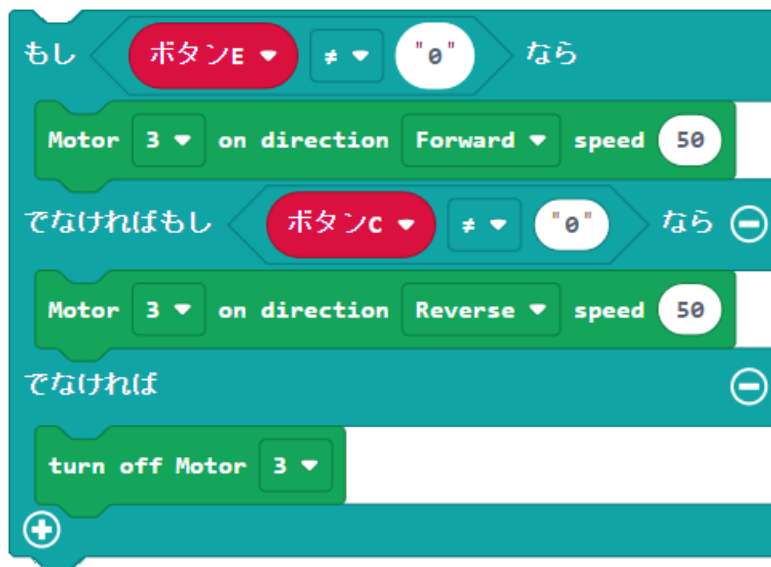 もし ボタンE ≠ "0" なら
Motor 3 on direction Forward speed 50
でなければもし ボタンC ≠ "0" なら
Motor 3 on direction Reverse speed 50
でなければ
turn off Motor 3